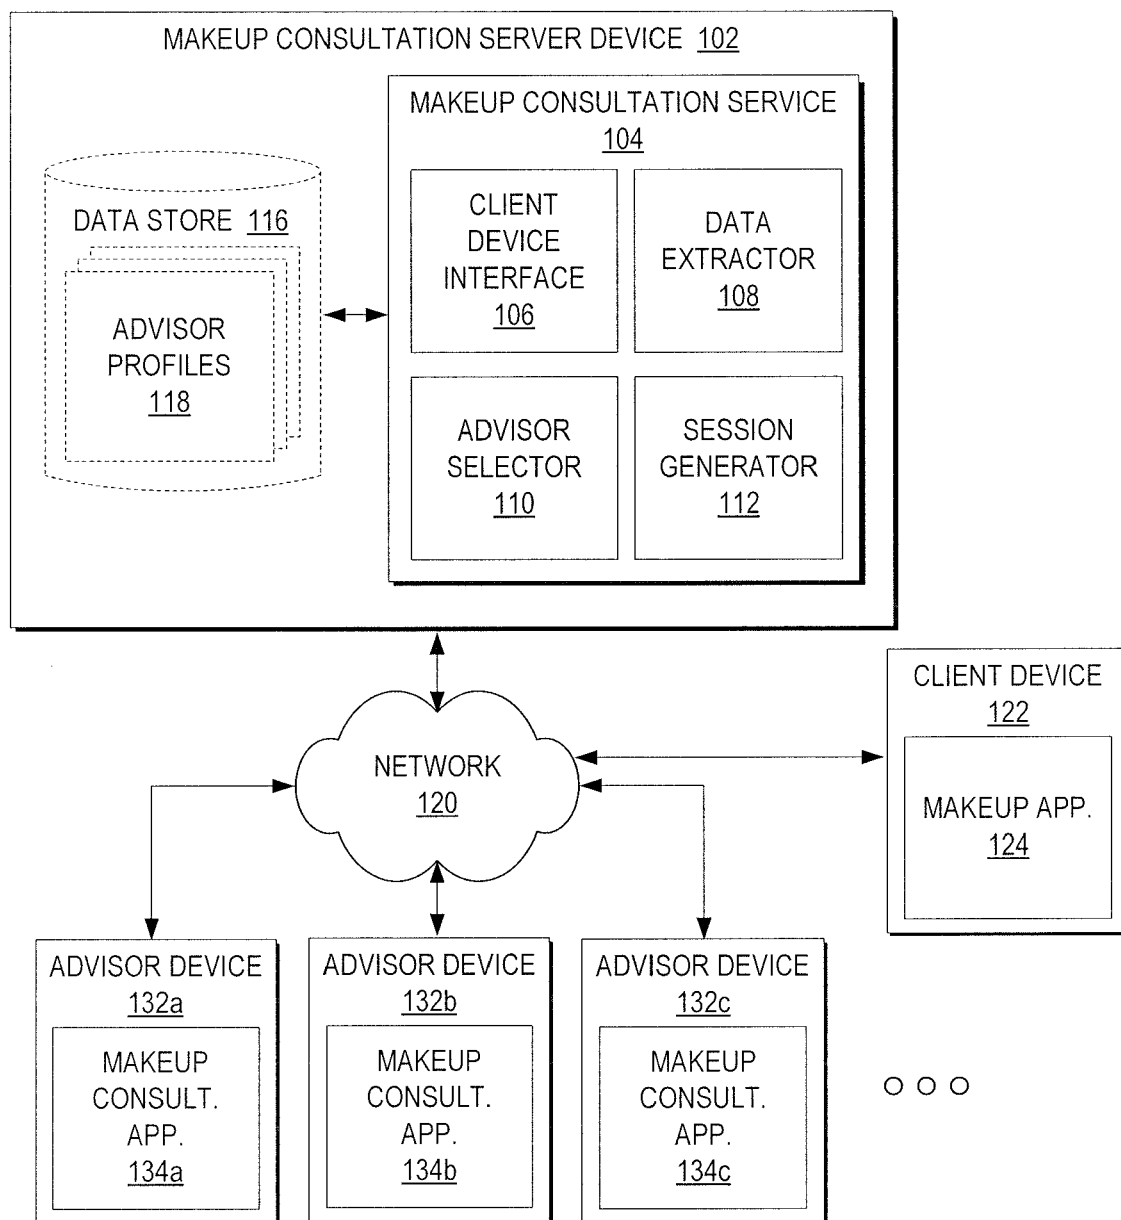 MAKEUP CONSULTATION SERVER DEVICE 102
MAKEUP CONSULTATION SERVICE
104
DATA STORE 116
ADVISOR
PROFILES
118
CLIENT
DEVICE
INTERFACE
106
DATA
EXTRACTOR
108
ADVISOR
SELECTOR
110
SESSION
GENERATOR
112
NETWORK
120
CLIENT DEVICE
122
MAKEUP APP.
124
ADVISOR DEVICE
132a
MAKEUP
CONSULT.
APP.
134a
ADVISOR DEVICE
132b
MAKEUP
CONSULT.
APP.
134b
ADVISOR DEVICE
132c
MAKEUP
CONSULT.
APP.
134c